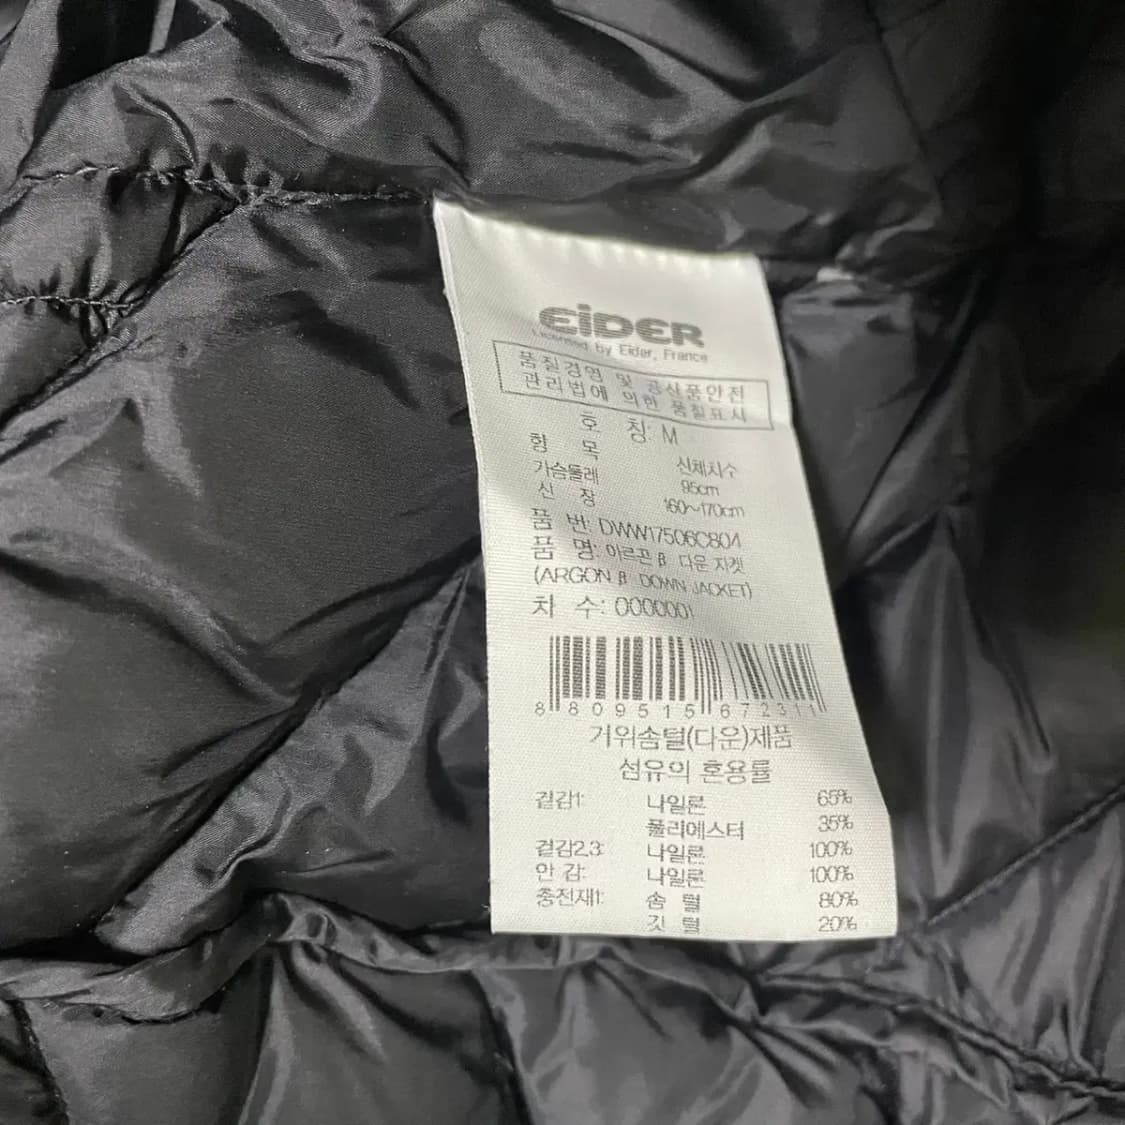 EiDER
Licensed by Eider, France
품질경영 및 공산품안전
관리법에 의한 품질표시
호 칭: M
항 목 신체치수
가슴둘레 95cm
신 장 160~170cm
품 번: DWW17506C804
품 명: 아르곤 β 다운 자켓
(ARGON β DOWN JACKET)
차 수: 0000001
8 809515 672311
거위솜털(다운)제품
섬유의 혼용률
겉감1: 나일론 65%
폴리에스터 35%
겉감2,3: 나일론 100%
안 감: 나일론 100%
충전재1: 솜 털 80%
깃 털 20%